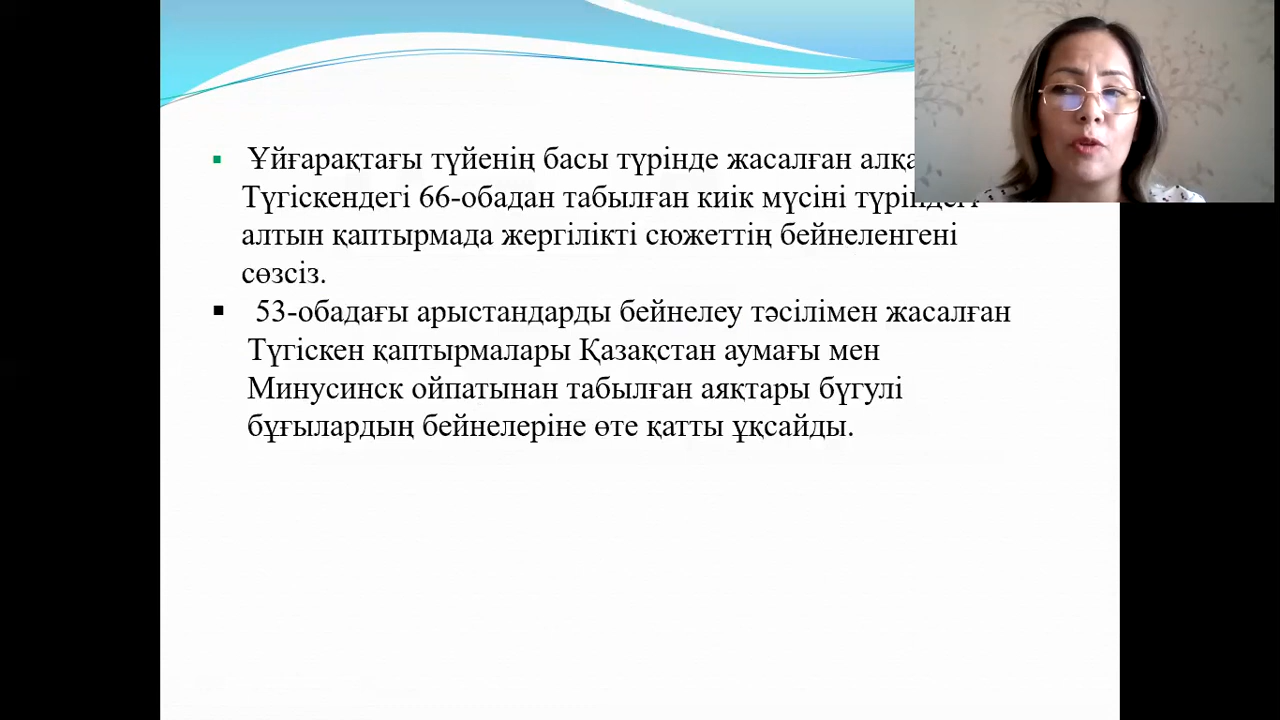 Ұйғарақтағы түйенің басы түрінде жасалған
Түгіскендегі 66-обадан табылған киік мүсіні
алтын қаптырмада жергілікті сюжеттің бейнеленгені
сөзсіз.
53-обадағы арыстандарды бейнелеу тәсілімен жасалған
Түгіскен қаптырмалары Қазақстан аумағы мен
Минусинск ойпатынан табылған аяқтары бүгулі
бұғылардың бейнелеріне өте қатты ұқсайды.